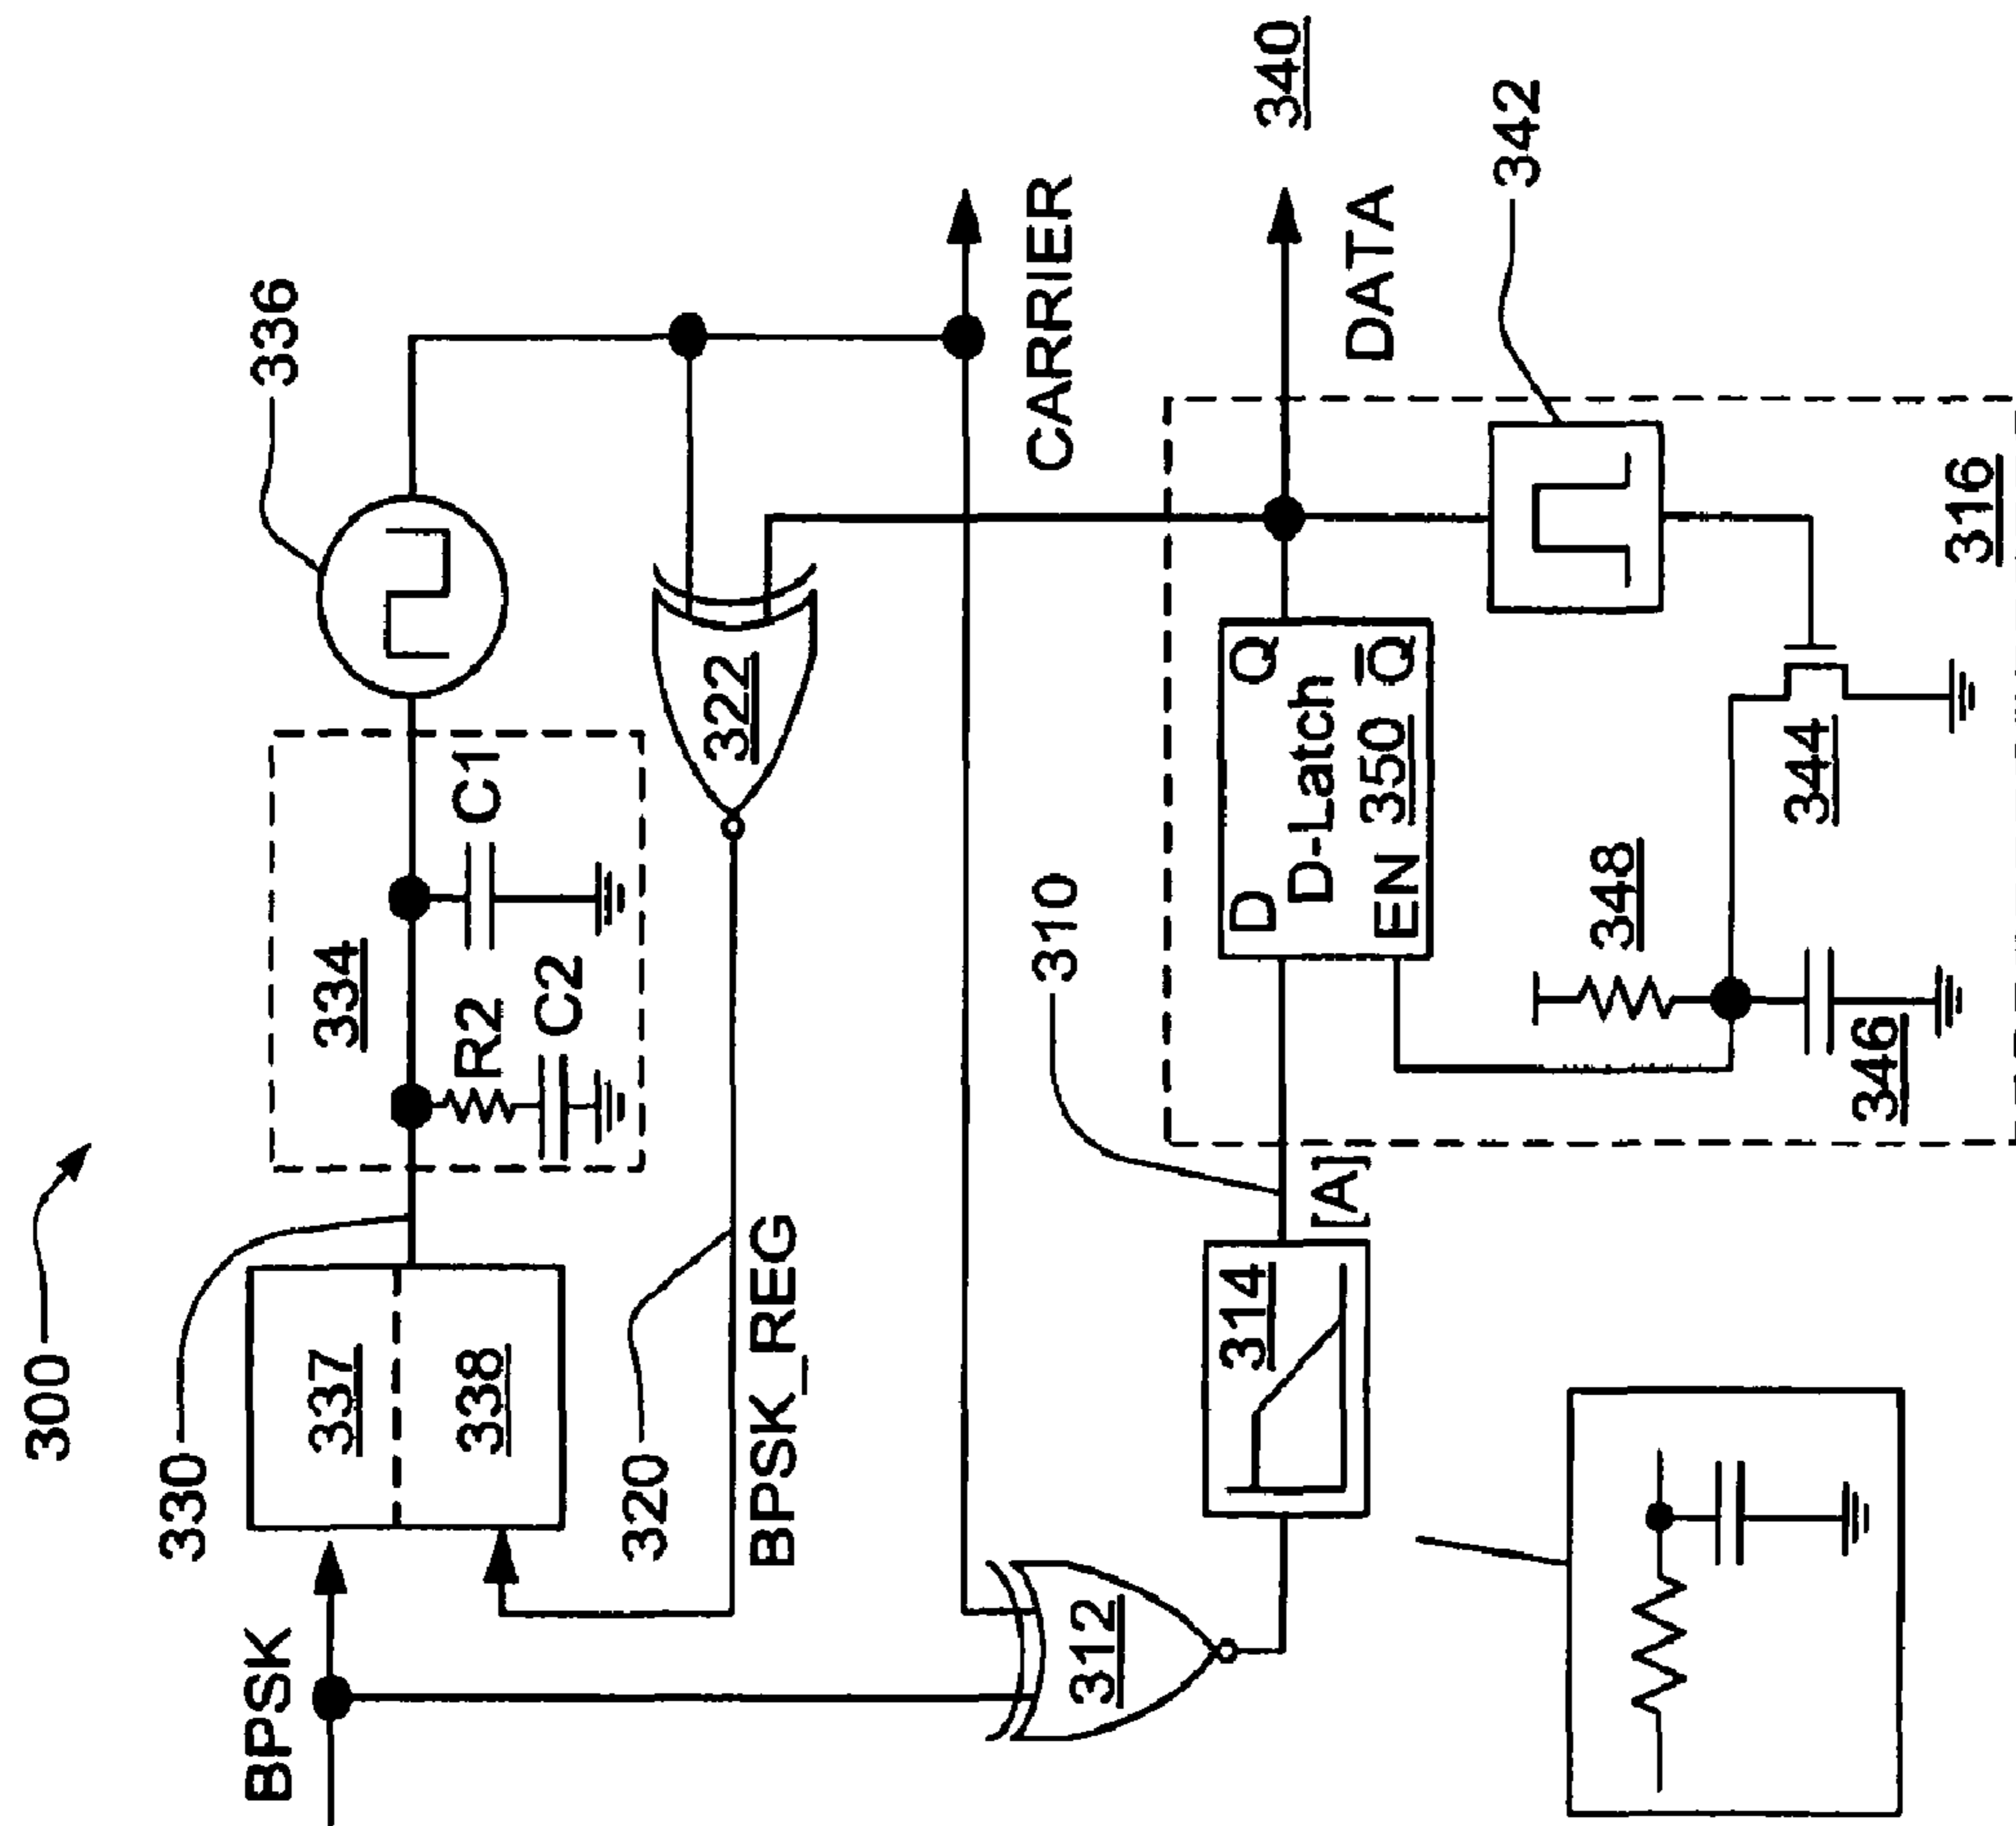 300
330
337
338
334
R2
C2
C1
336
BPSK
320
BPSK_REG
322
CARRIER
340
312
314
[A]
310
D
Q
D-Latch
EN
350
Q̅
DATA
342
348
346
344
316